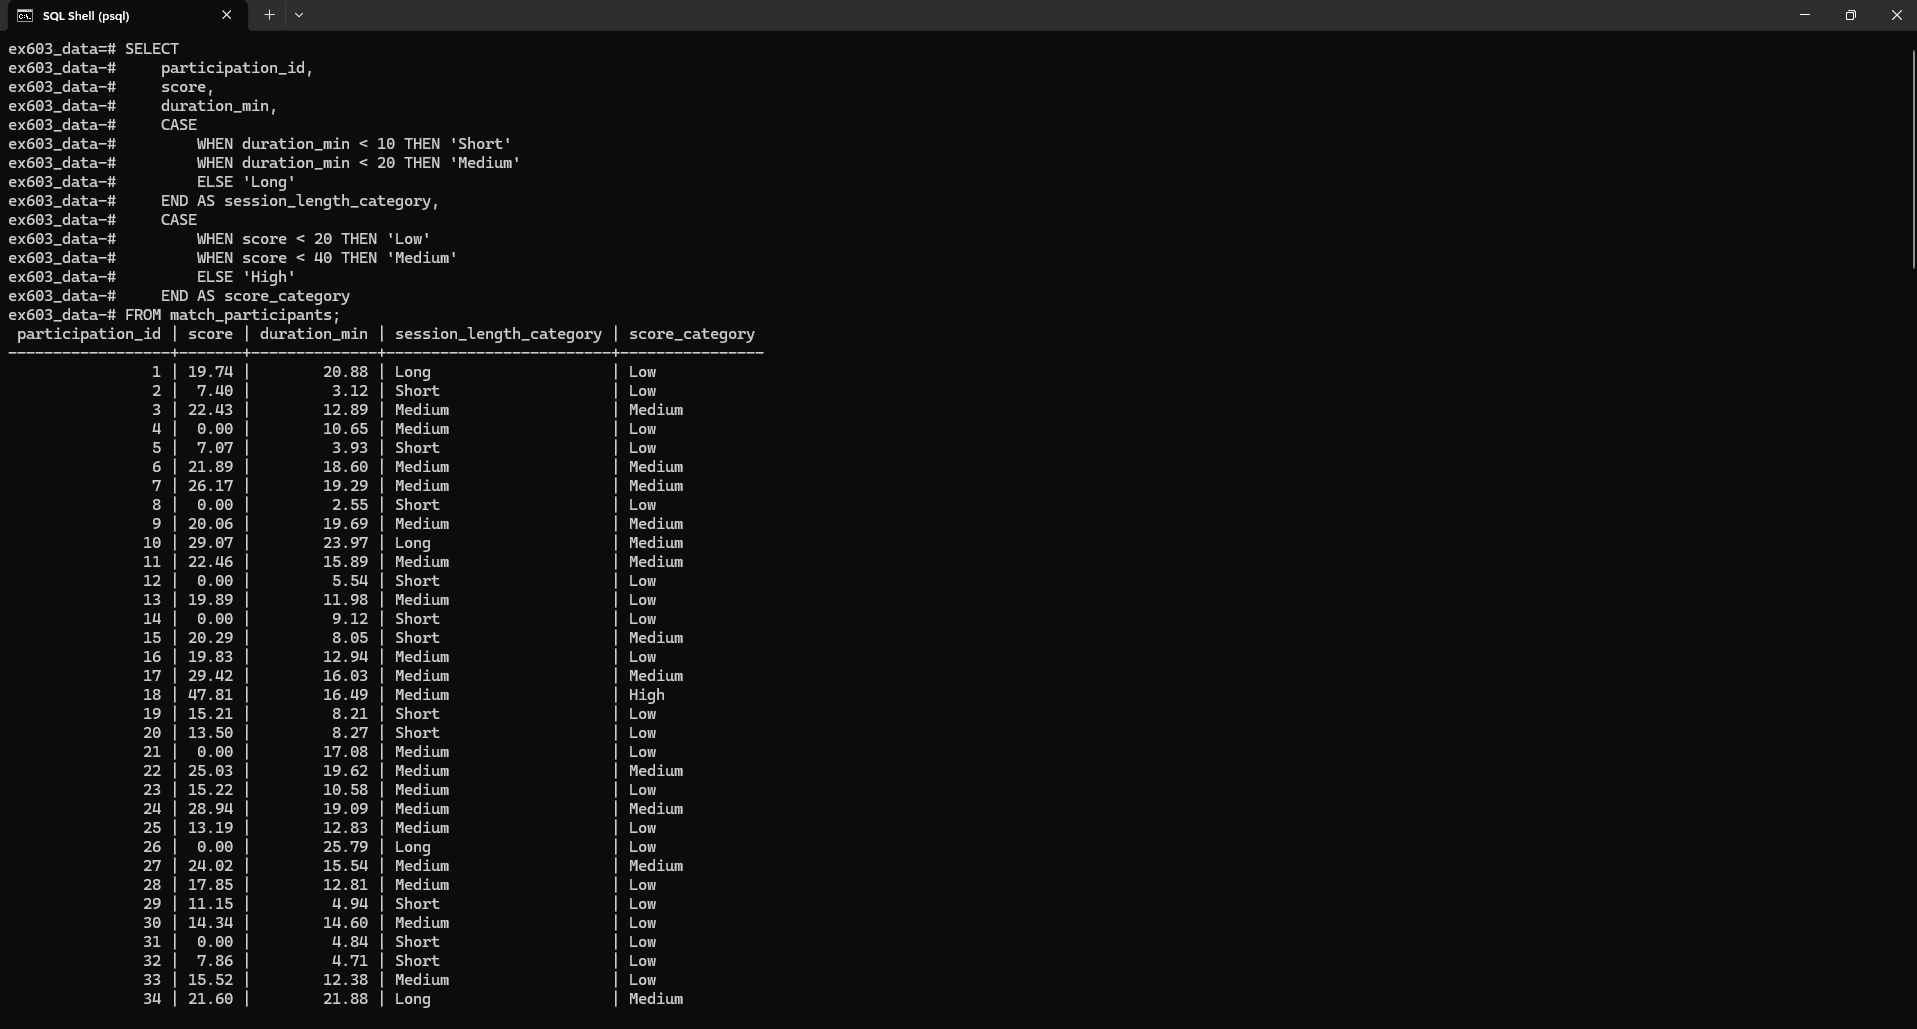 SQL Shell (psql)
ex603_data=# SELECT
ex603_data-#     participation_id,
ex603_data-#     score,
ex603_data-#     duration_min,
ex603_data-#     CASE
ex603_data-#         WHEN duration_min < 10 THEN 'Short'
ex603_data-#         WHEN duration_min < 20 THEN 'Medium'
ex603_data-#         ELSE 'Long'
ex603_data-#     END AS session_length_category,
ex603_data-#     CASE
ex603_data-#         WHEN score < 20 THEN 'Low'
ex603_data-#         WHEN score < 40 THEN 'Medium'
ex603_data-#         ELSE 'High'
ex603_data-#     END AS score_category
ex603_data-# FROM match_participants;
 participation_id | score | duration_min | session_length_category | score_category
------------------+-------+--------------+-------------------------+----------------
                1 | 19.74 |        20.88 | Long                    | Low
                2 |  7.40 |         3.12 | Short                   | Low
                3 | 22.43 |        12.89 | Medium                  | Medium
                4 |  0.00 |        10.65 | Medium                  | Low
                5 |  7.07 |         3.93 | Short                   | Low
                6 | 21.89 |        18.60 | Medium                  | Medium
                7 | 26.17 |        19.29 | Medium                  | Medium
                8 |  0.00 |         2.55 | Short                   | Low
                9 | 20.06 |        19.69 | Medium                  | Medium
               10 | 29.07 |        23.97 | Long                    | Medium
               11 | 22.46 |        15.89 | Medium                  | Medium
               12 |  0.00 |         5.54 | Short                   | Low
               13 | 19.89 |        11.98 | Medium                  | Low
               14 |  0.00 |         9.12 | Short                   | Low
               15 | 20.29 |         8.05 | Short                   | Medium
               16 | 19.83 |        12.94 | Medium                  | Low
               17 | 29.42 |        16.03 | Medium                  | Medium
               18 | 47.81 |        16.49 | Medium                  | High
               19 | 15.21 |         8.21 | Short                   | Low
               20 | 13.50 |         8.27 | Short                   | Low
               21 |  0.00 |        17.08 | Medium                  | Low
               22 | 25.03 |        19.62 | Medium                  | Medium
               23 | 15.22 |        10.58 | Medium                  | Low
               24 | 28.94 |        19.09 | Medium                  | Medium
               25 | 13.19 |        12.83 | Medium                  | Low
               26 |  0.00 |        25.79 | Long                    | Low
               27 | 24.02 |        15.54 | Medium                  | Medium
               28 | 17.85 |        12.81 | Medium                  | Low
               29 | 11.15 |         4.94 | Short                   | Low
               30 | 14.34 |        14.60 | Medium                  | Low
               31 |  0.00 |         4.84 | Short                   | Low
               32 |  7.86 |         4.71 | Short                   | Low
               33 | 15.52 |        12.38 | Medium                  | Low
               34 | 21.60 |        21.88 | Long                    | Medium